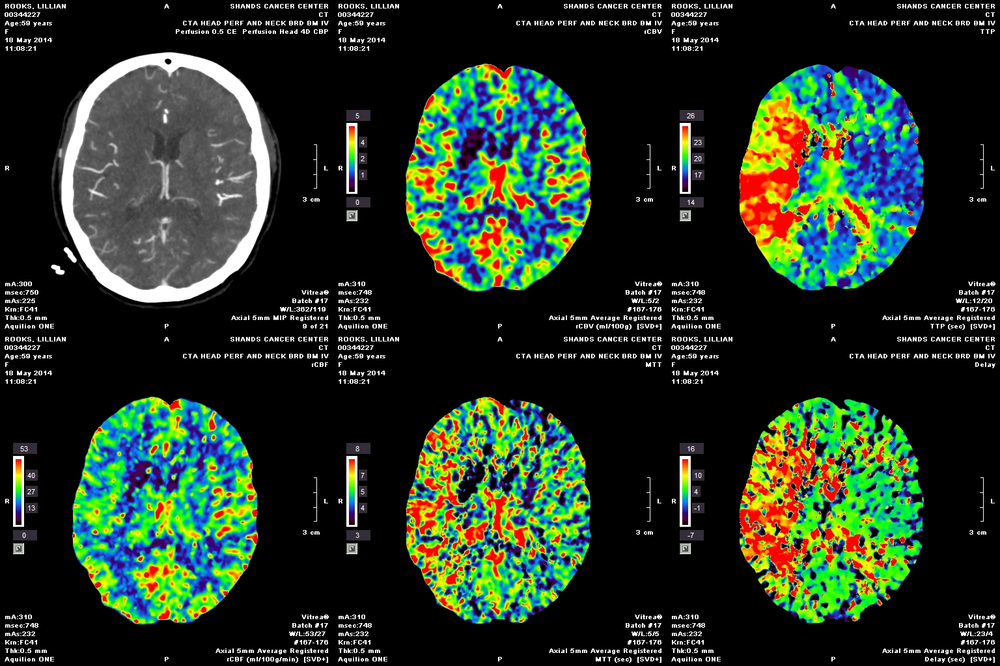 ROOKS, LILLIAN A SHANDS CANCER CENTER
00344227 CT
Age:59 years CTA HEAD PERF AND NECK BRD BM IV
F Perfusion 0.5 CE Perfusion Head 4D CBP
18 May 2014
11:08:21
R L
3 cm
mA:300
msec:750 Vitrea®
mAs:225 Batch #17
Krn:FC41 W/L:362/119
Thk:0.5 mm Axial 5mm MIP Registered
Aquilion ONE P 9 of 21
ROOKS, LILLIAN A SHANDS CANCER CENTER
00344227 CT
Age:59 years CTA HEAD PERF AND NECK BRD BM IV
F rCBV
18 May 2014
11:08:21
5
4
2
R L
1
3 cm
0
mA:310
msec:748 Vitrea®
mAs:232 Batch #17
Krn:FC41 W/L:5/2
Thk:0.5 mm #167-176
Aquilion ONE Axial 5mm Average Registered
P rCBV (ml/100g) [SVD+]
ROOKS, LILLIAN A SHANDS CANCER CENTER
00344227 CT
Age:59 years CTA HEAD PERF AND NECK BRD BM IV
F TTP
18 May 2014
11:08:21
26
23
20
R L
17
3 cm
14
mA:310
msec:748 Vitrea®
mAs:232 Batch #17
Krn:FC41 W/L:12/20
Thk:0.5 mm #167-176
Aquilion ONE Axial 5mm Average Registered
P TTP (sec) [SVD+]
ROOKS, LILLIAN A SHANDS CANCER CENTER
00344227 CT
Age:59 years CTA HEAD PERF AND NECK BRD BM IV
F rCBF
18 May 2014
11:08:21
53
40
27
R L
13
3 cm
0
mA:310
msec:748 Vitrea®
mAs:232 Batch #17
Krn:FC41 W/L:53/27
Thk:0.5 mm #167-176
Aquilion ONE Axial 5mm Average Registered
P rCBF (ml/100g/min) [SVD+]
ROOKS, LILLIAN A SHANDS CANCER CENTER
00344227 CT
Age:59 years CTA HEAD PERF AND NECK BRD BM IV
F MTT
18 May 2014
11:08:21
8
7
5
R L
4
3 cm
3
mA:310
msec:748 Vitrea®
mAs:232 Batch #17
Krn:FC41 W/L:5/5
Thk:0.5 mm #167-176
Aquilion ONE Axial 5mm Average Registered
P MTT (sec) [SVD+]
ROOKS, LILLIAN A SHANDS CANCER CENTER
00344227 CT
Age:59 years CTA HEAD PERF AND NECK BRD BM IV
F Delay
18 May 2014
11:08:21
16
10
4
R L
-1
3 cm
-7
mA:310
msec:748 Vitrea®
mAs:232 Batch #17
Krn:FC41 W/L:23/4
Thk:0.5 mm #167-176
Aquilion ONE Axial 5mm Average Registered
P Delay (sec) [SVD+]